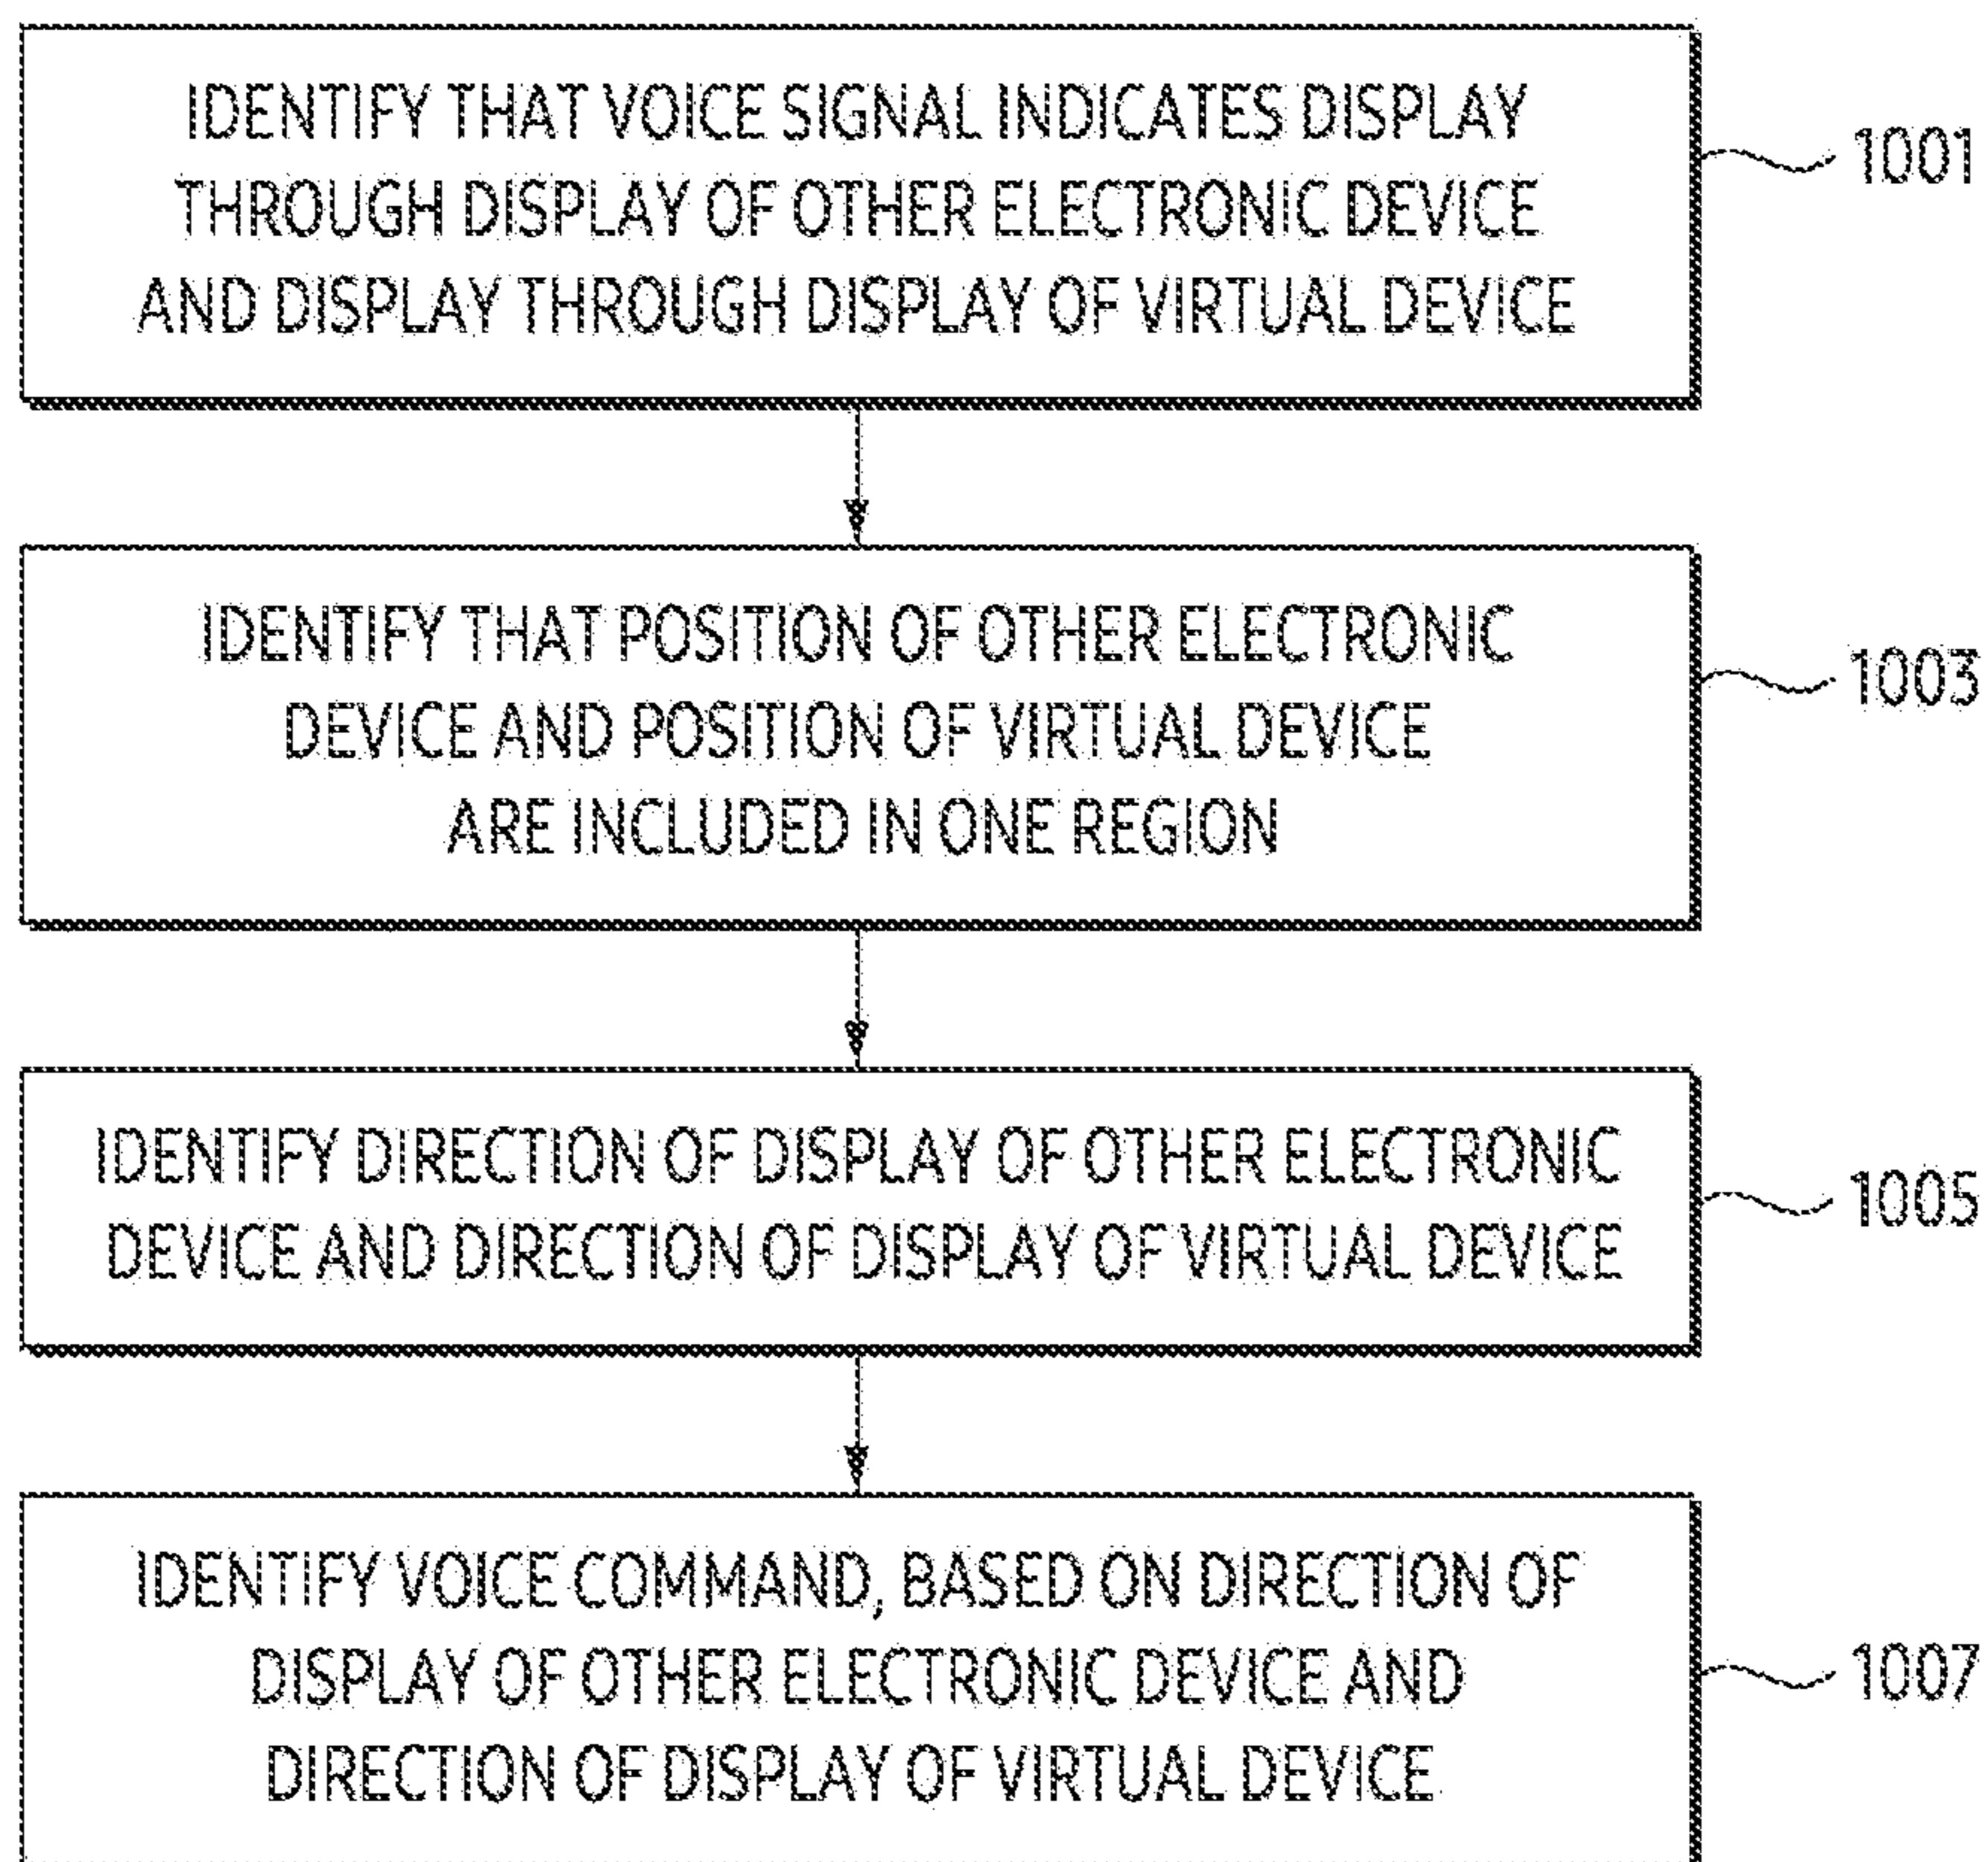 IDENTIFY THAT VOICE SIGNAL INDICATES DISPLAY
THROUGH DISPLAY OF OTHER ELECTRONIC DEVICE
AND DISPLAY THROUGH DISPLAY OF VIRTUAL DEVICE
1001
IDENTIFY THAT POSITION OF OTHER ELECTRONIC
DEVICE AND POSITION OF VIRTUAL DEVICE
ARE INCLUDED IN ONE REGION
1003
IDENTIFY DIRECTION OF DISPLAY OF OTHER ELECTRONIC
DEVICE AND DIRECTION OF DISPLAY OF VIRTUAL DEVICE
1005
IDENTIFY VOICE COMMAND, BASED ON DIRECTION OF
DISPLAY OF OTHER ELECTRONIC DEVICE AND
DIRECTION OF DISPLAY OF VIRTUAL DEVICE
1007